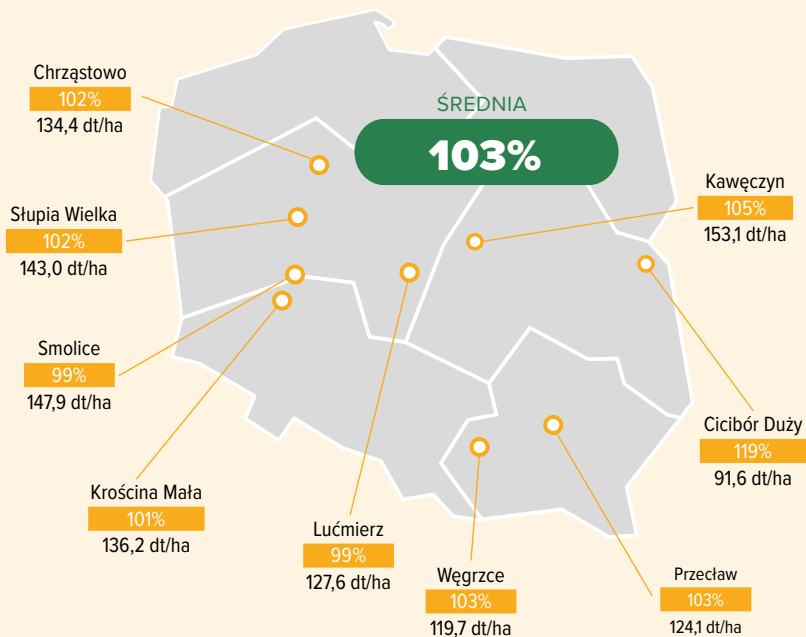 Chrząstowo
102%
134,4 dt/ha
ŚREDNIA
103%
Kawęczyn
105%
153,1 dt/ha
Słupia Wielka
102%
143,0 dt/ha
Smolice
99%
147,9 dt/ha
Cicibór Duży
119%
91,6 dt/ha
Krościna Mała
101%
136,2 dt/ha
Lućmierz
99%
127,6 dt/ha
Węgrzce
103%
119,7 dt/ha
Przecław
103%
124,1 dt/ha